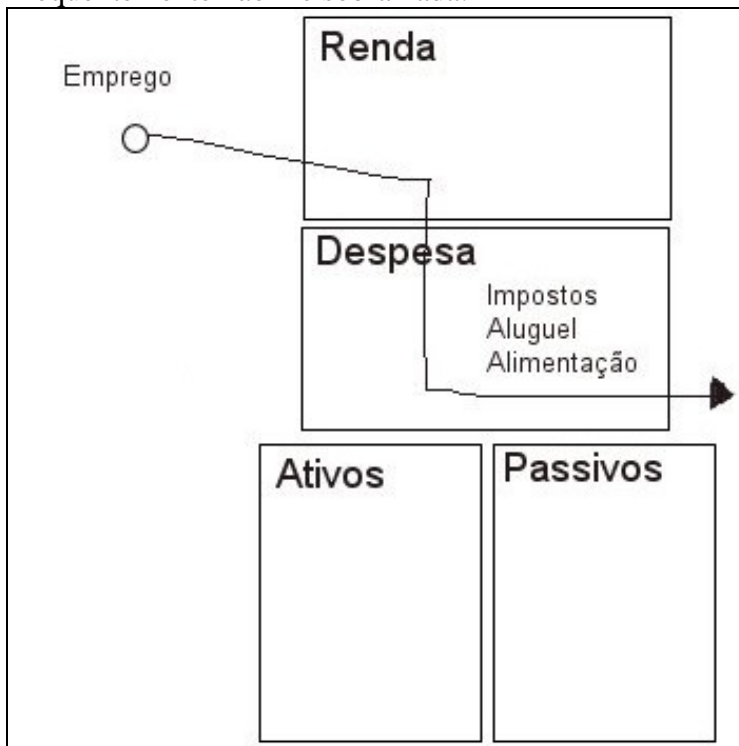 Renda
Emprego
Despesa
Impostos
Aluguel
Alimentação
Ativos
Passivos